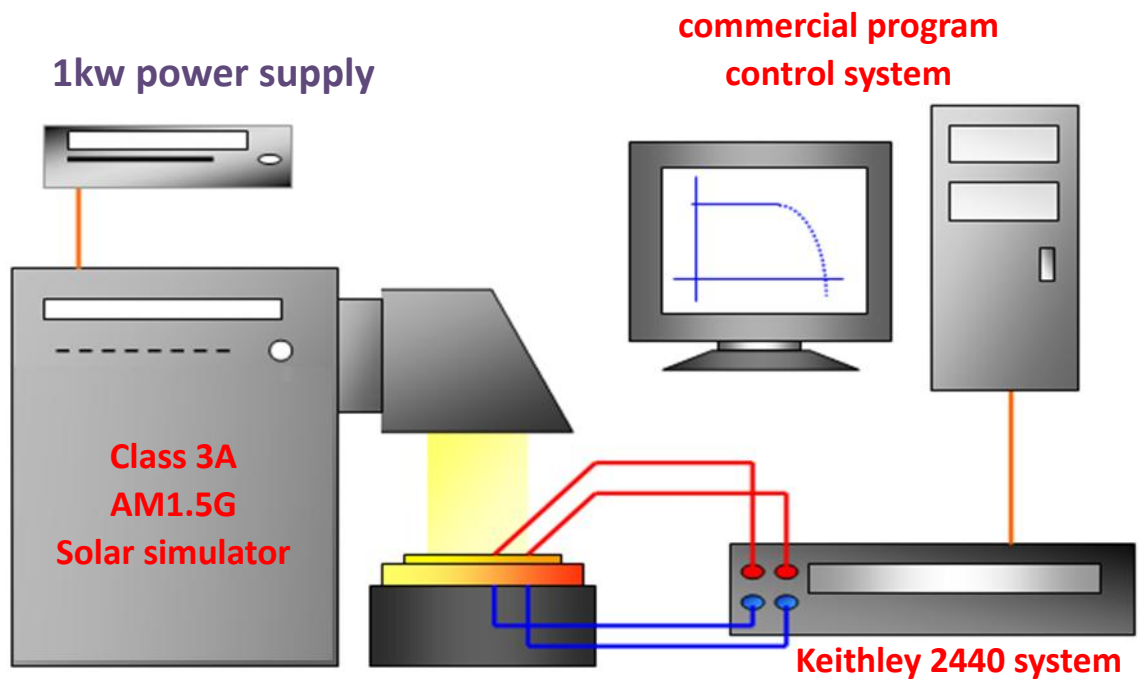 1kw power supply
commercial program
control system
Class 3A
AM1.5G
Solar simulator
Keithley 2440 system